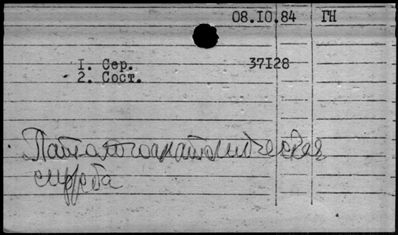 08.10.84 ГН
1. Сер. 37128
2. Сост.
Патологоанатомическая
служба